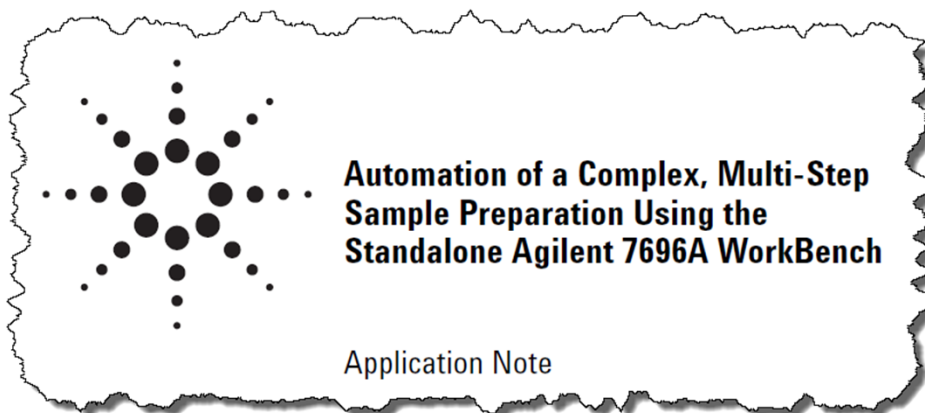 Automation of a Complex, Multi-Step
Sample Preparation Using the
Standalone Agilent 7696A WorkBench
Application Note